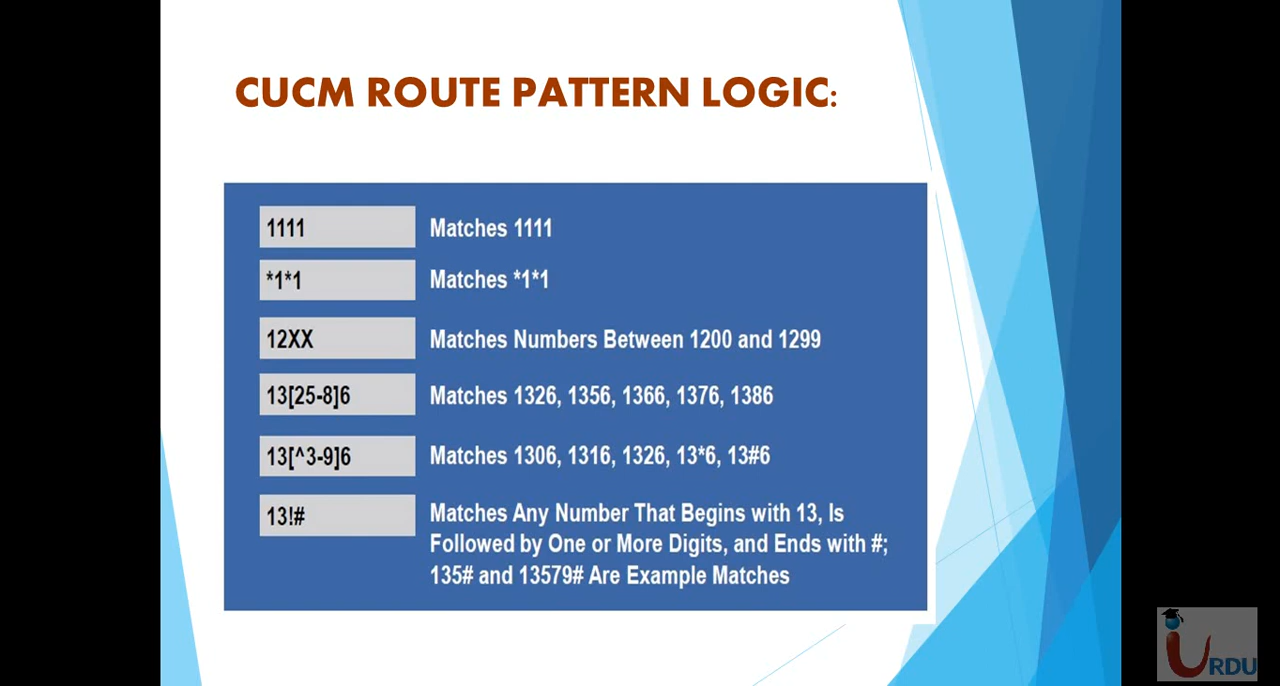 CUCM ROUTE PATTERN LOGIC:
1111 Matches 1111
*1*1 Matches *1*1
12XX Matches Numbers Between 1200 and 1299
13[25-8]6 Matches 1326, 1356, 1366, 1376, 1386
13[^3-9]6 Matches 1306, 1316, 1326, 13*6, 13#6
13!# Matches Any Number That Begins with 13, Is
Followed by One or More Digits, and Ends with #;
135# and 13579# Are Example Matches
iURDU